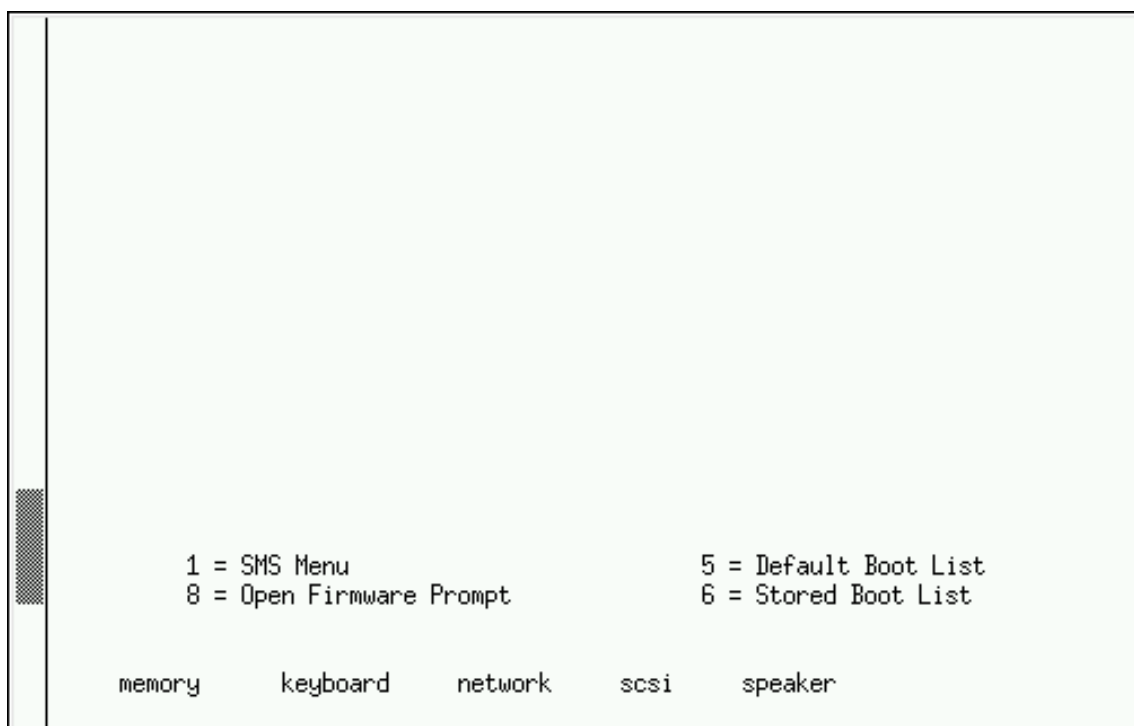 1 = SMS Menu 5 = Default Boot List
8 = Open Firmware Prompt 6 = Stored Boot List
memory keyboard network scsi speaker